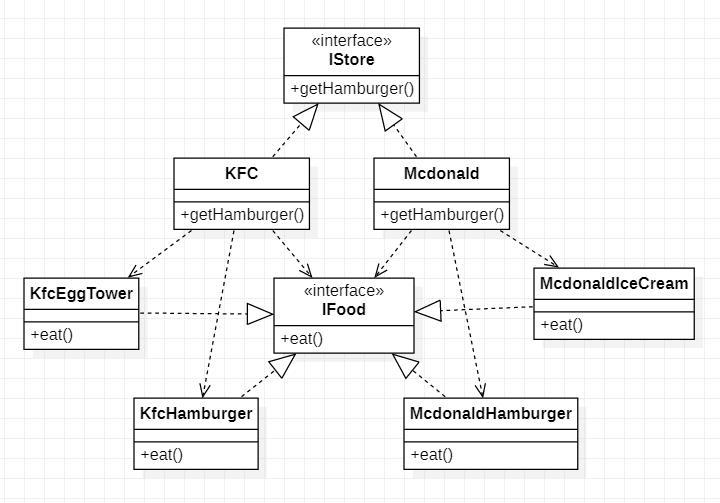 «interface»
IStore
+getHamburger()
KFC
+getHamburger()
Mcdonald
+getHamburger()
KfcEggTower
+eat()
«interface»
IFood
+eat()
McdonaldIceCream
+eat()
KfcHamburger
+eat()
McdonaldHamburger
+eat()